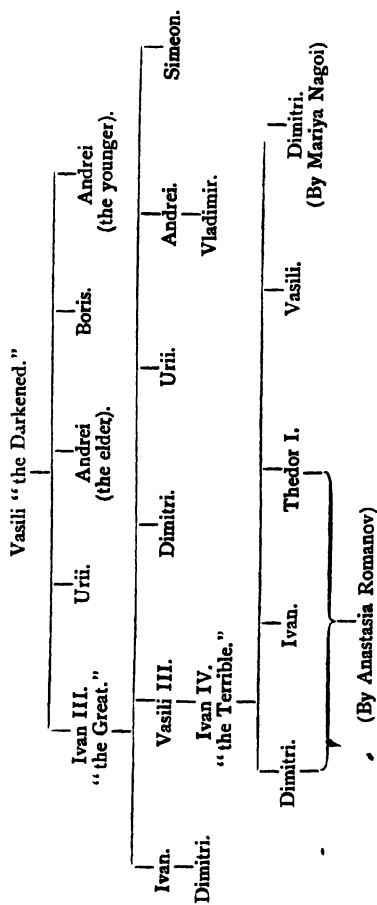 Vasili “the Darkened.”
Ivan III. Urii. Andrei Boris. Andrei
“the Great.” (the elder). (the younger).
Ivan. Vasili III. Dimitri. Urii. Andrei. Simeon.
Dimitri. Ivan IV. Vladimir.
“the Terrible.”
Dimitri. Ivan. Thedor I. Vasili. Dimitri.
(By Mariya Nagoi)
(By Anastasia Romanov)